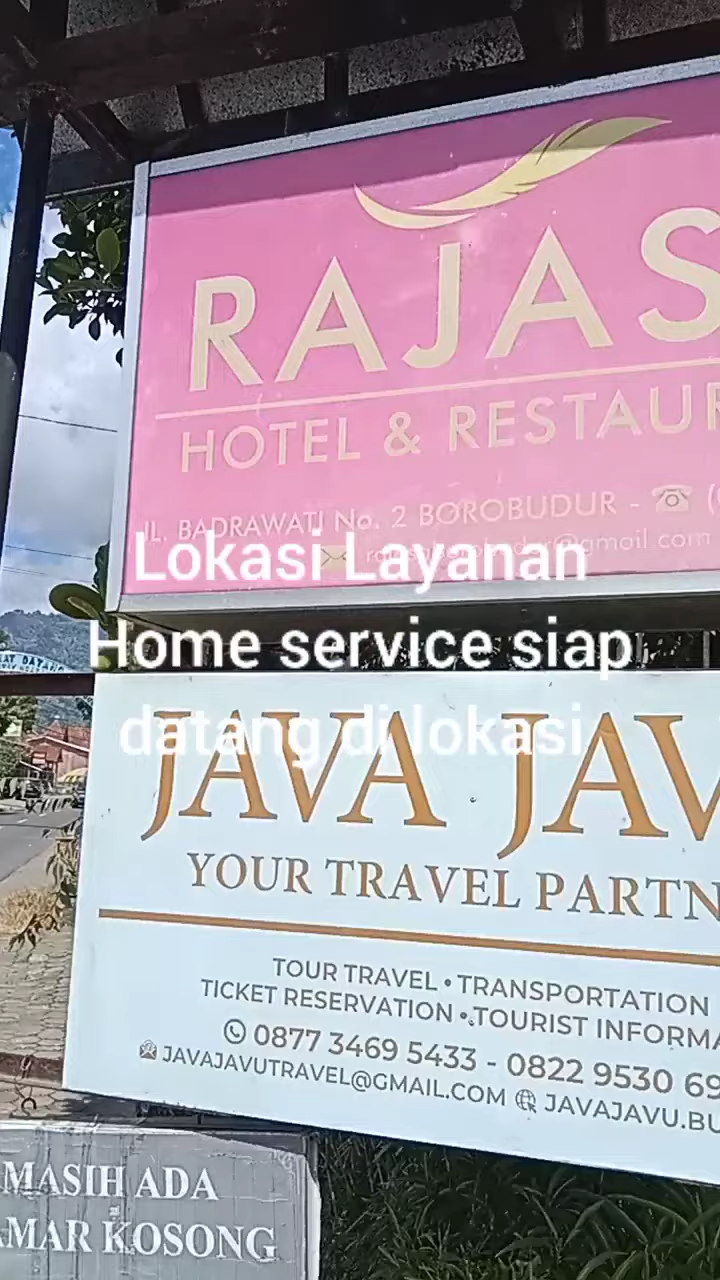 RAJAS
HOTEL & RESTAUR
JL. BADRAWATI No. 2 BOROBUDUR - (
Lokasi Layanan
Home service siap
datang di lokasi
JAVA JAV
YOUR TRAVEL PARTN
TOUR TRAVEL • TRANSPORTATION
TICKET RESERVATION • TOURIST INFORMA
0877 3469 5433 - 0822 9530 69
JAVAJAVUTRAVEL@GMAIL.COM JAVAJAVU.BU
MASIH ADA
AMAR KOSONG